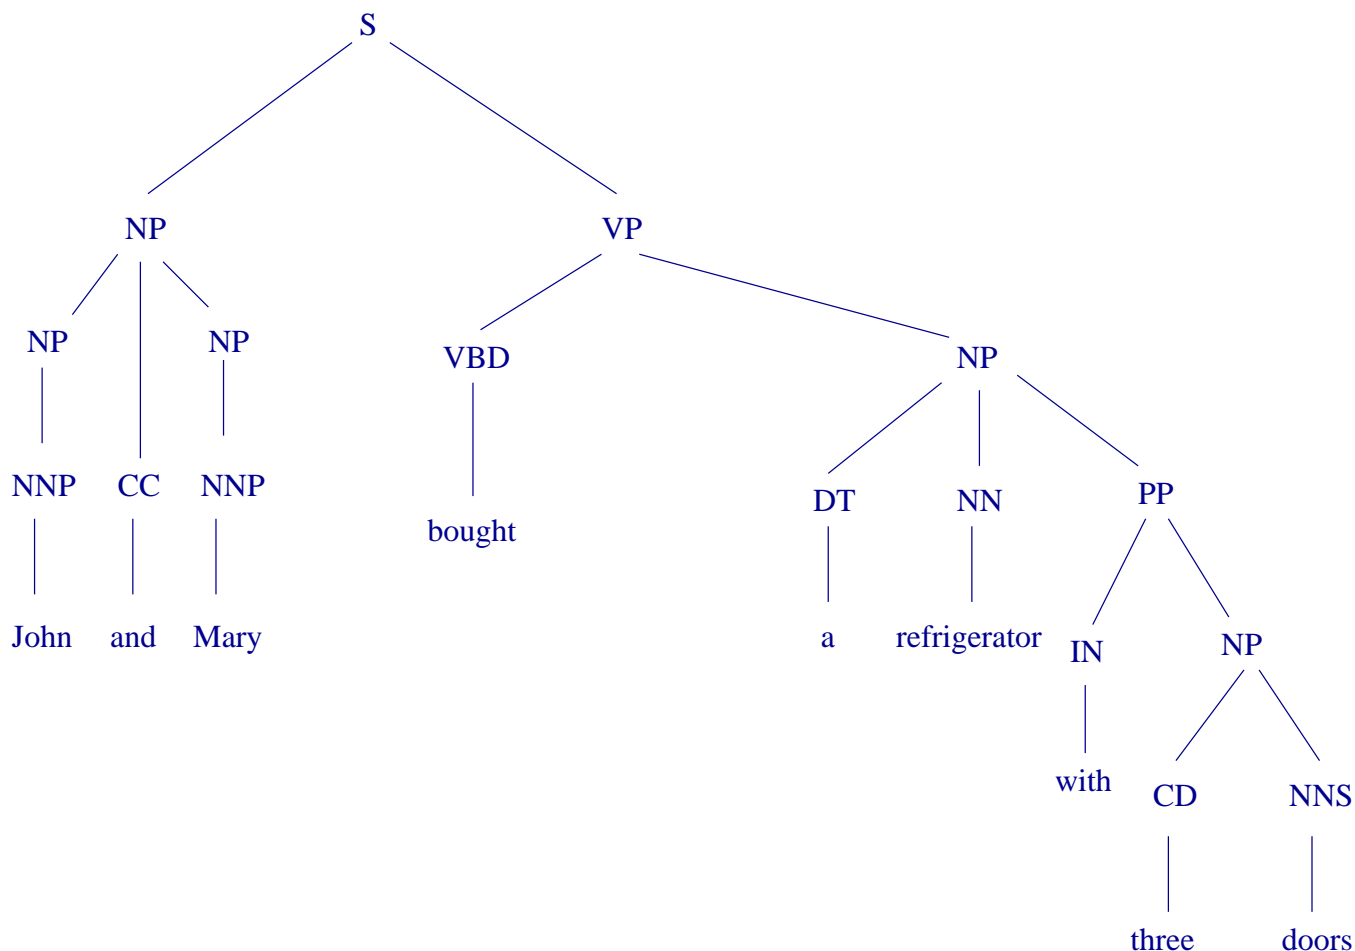 S
NP VP
NP NP VBD NP
NNP CC NNP DT NN PP
bought
John and Mary a refrigerator IN NP
with CD NNS
three doors